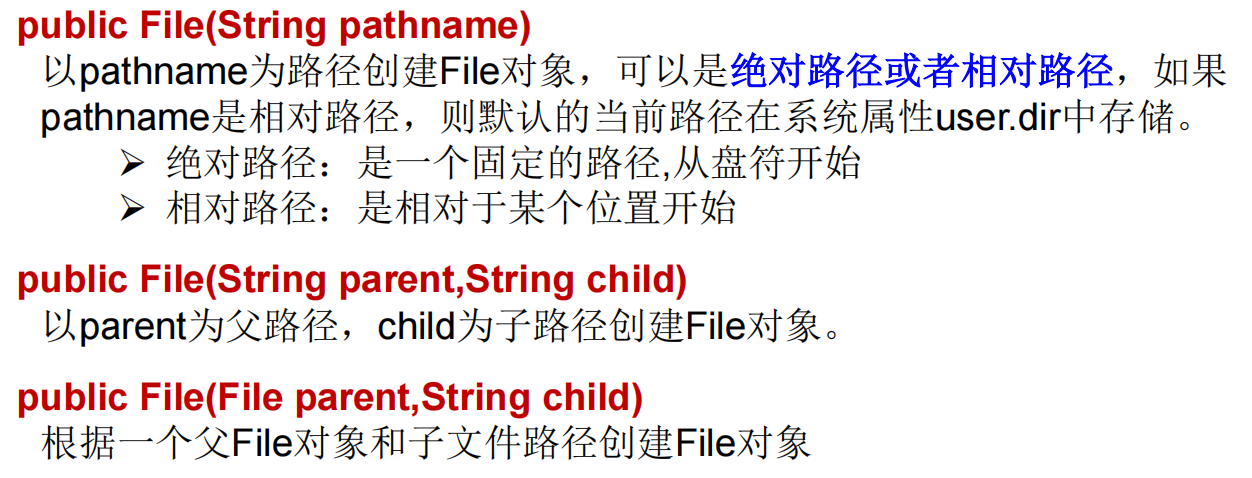 public File(String pathname)
以pathname为路径创建File对象，可以是绝对路径或者相对路径，如果
pathname是相对路径，则默认的当前路径在系统属性user.dir中存储。
➢ 绝对路径：是一个固定的路径,从盘符开始
➢ 相对路径：是相对于某个位置开始
public File(String parent,String child)
以parent为父路径，child为子路径创建File对象。
public File(File parent,String child)
根据一个父File对象和子文件路径创建File对象